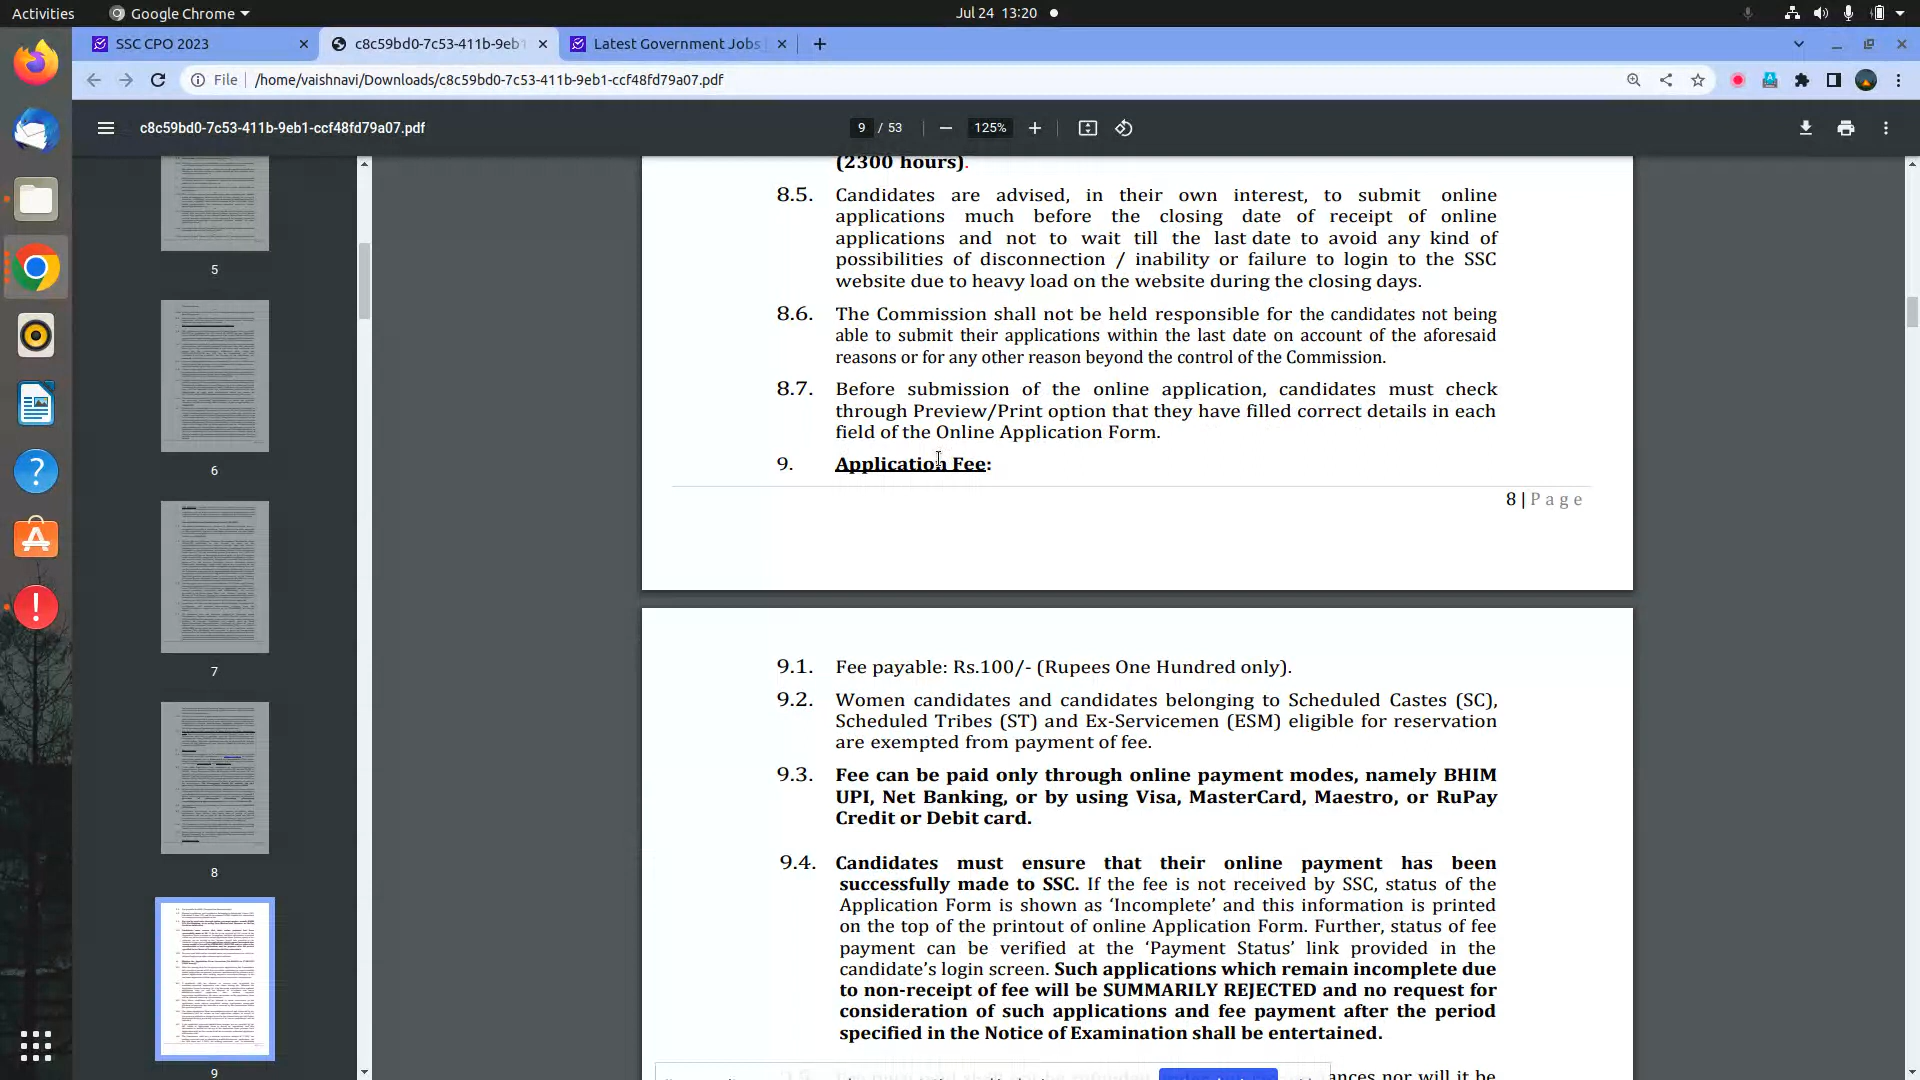 Activities
Google Chrome
Jul 24 13:20
SSC CPO 2023
c8c59bd0-7c53-411b-9eb1
Latest Government Jobs
File
/home/vaishnavi/Downloads/c8c59bd0-7c53-411b-9eb1-ccf48fd79a07.pdf
c8c59bd0-7c53-411b-9eb1-ccf48fd79a07.pdf
9 / 53
125%
5
6
7
8
9
(2300 hours).
8.5. Candidates are advised, in their own interest, to submit online
applications much before the closing date of receipt of online
applications and not to wait till the last date to avoid any kind of
possibilities of disconnection / inability or failure to login to the SSC
website due to heavy load on the website during the closing days.
8.6. The Commission shall not be held responsible for the candidates not being
able to submit their applications within the last date on account of the aforesaid
reasons or for any other reason beyond the control of the Commission.
8.7. Before submission of the online application, candidates must check
through Preview/Print option that they have filled correct details in each
field of the Online Application Form.
9. Application Fee:
8 | Page
9.1. Fee payable: Rs.100/- (Rupees One Hundred only).
9.2. Women candidates and candidates belonging to Scheduled Castes (SC),
Scheduled Tribes (ST) and Ex-Servicemen (ESM) eligible for reservation
are exempted from payment of fee.
9.3. Fee can be paid only through online payment modes, namely BHIM
UPI, Net Banking, or by using Visa, MasterCard, Maestro, or RuPay
Credit or Debit card.
9.4. Candidates must ensure that their online payment has been
successfully made to SSC. If the fee is not received by SSC, status of the
Application Form is shown as ‘Incomplete’ and this information is printed
on the top of the printout of online Application Form. Further, status of fee
payment can be verified at the ‘Payment Status’ link provided in the
candidate’s login screen. Such applications which remain incomplete due
to non-receipt of fee will be SUMMARILY REJECTED and no request for
consideration of such applications and fee payment after the period
specified in the Notice of Examination shall be entertained.
nor will it be